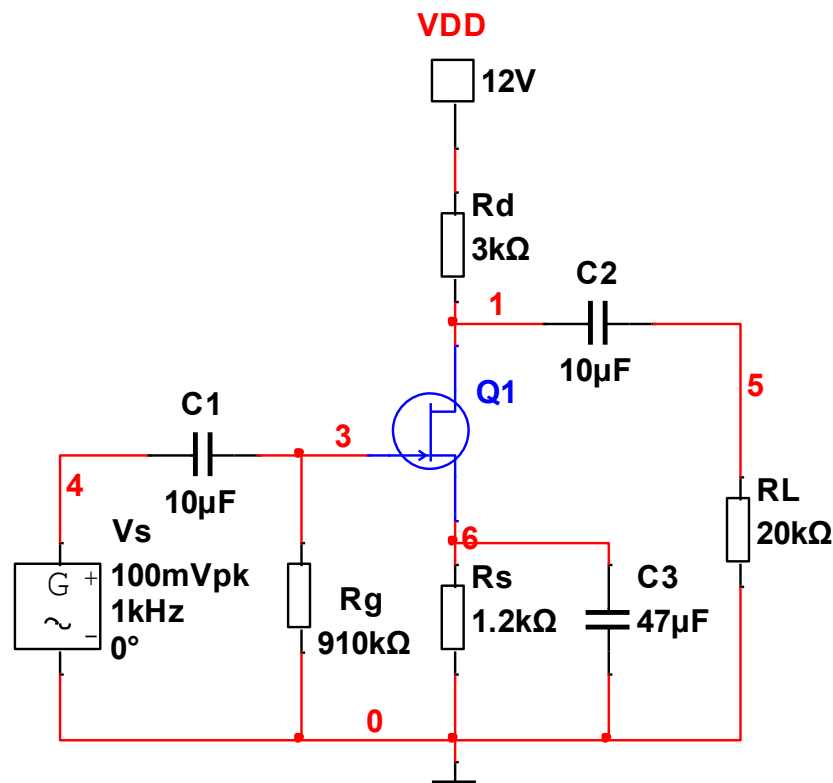 VDD
12V
Rd
3kΩ
C2
1
10µF
5
Q1
C1
3
4
10µF
RL
20kΩ
Vs
6
G
+
100mVpk
1kHz
0°
Rg
910kΩ
Rs
1.2kΩ
C3
47µF
0